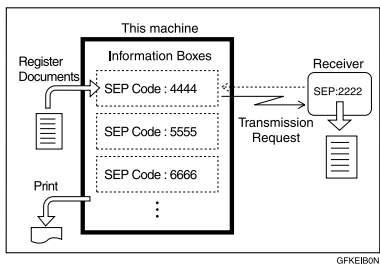 This machine
Information Boxes
Register
Documents
SEP Code : 4444
SEP Code : 5555
SEP Code : 6666
Print
Receiver
SEP:2222
Transmission
Request
GFKEIB0N